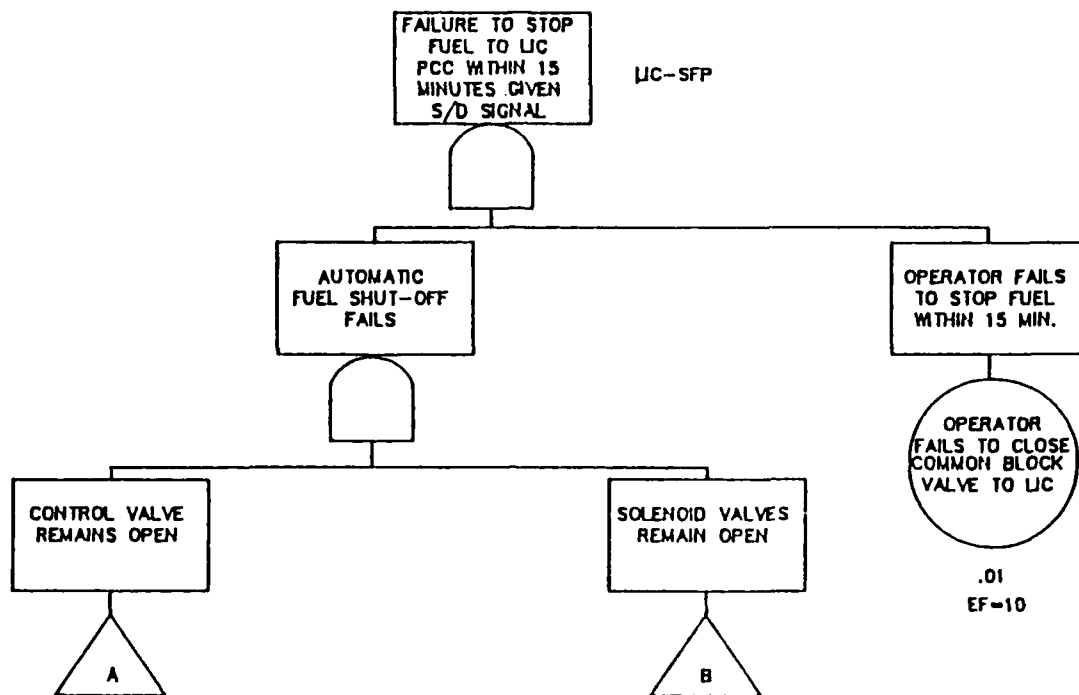 FAILURE TO STOP
FUEL TO LIC
PCC WITHIN 15
MINUTES GIVEN
S/D SIGNAL
LIC-SFP
AUTOMATIC
FUEL SHUT-OFF
FAILS
OPERATOR FAILS
TO STOP FUEL
WITHIN 15 MIN.
OPERATOR
FAILS TO CLOSE
COMMON BLOCK
VALVE TO LIC
.01
EF=10
CONTROL VALVE
REMAINS OPEN
SOLENOID VALVES
REMAIN OPEN
A
B